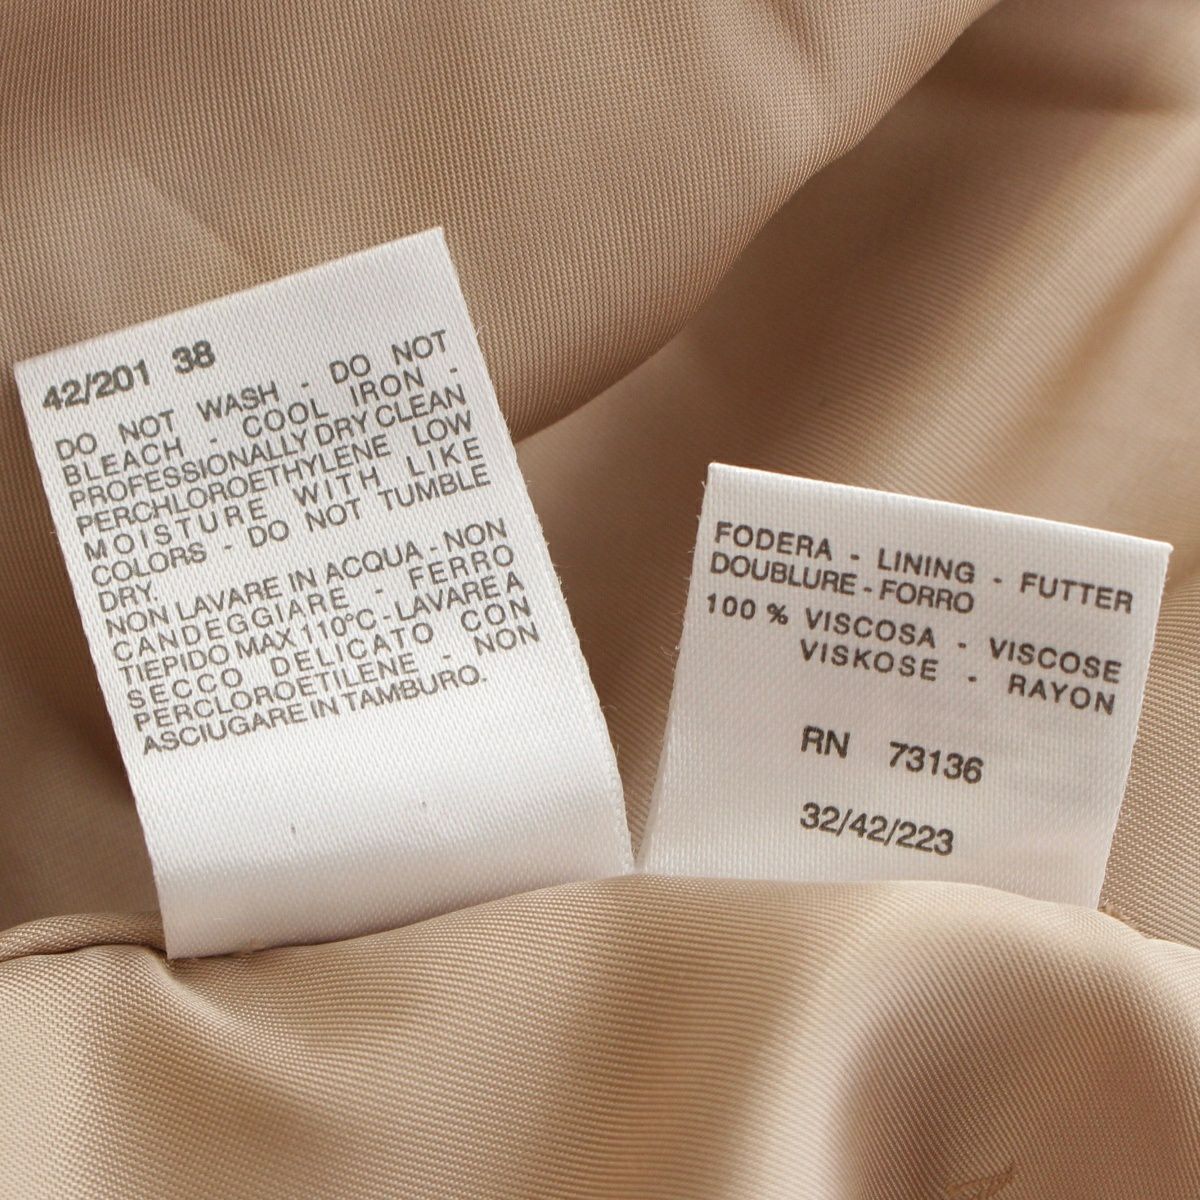 42/201 38
DO NOT WASH - DO NOT
BLEACH - COOL IRON -
PROFESSIONALLY DRY CLEAN
PERCHLOROETHYLENE LOW
MOISTURE WITH LIKE
COLORS - DO NOT TUMBLE
DRY.
NON LAVARE IN ACQUA - NON
CANDEGGIARE - FERRO
TIEPIDO MAX 110°C - LAVARE A
SECCO DELICATO CON
PERCLOROETILENE - NON
ASCIUGARE IN TAMBURO.
FODERA - LINING - FUTTER
DOUBLURE - FORRO
100 % VISCOSA - VISCOSE
VISKOSE - RAYON
RN 73136
32/42/223